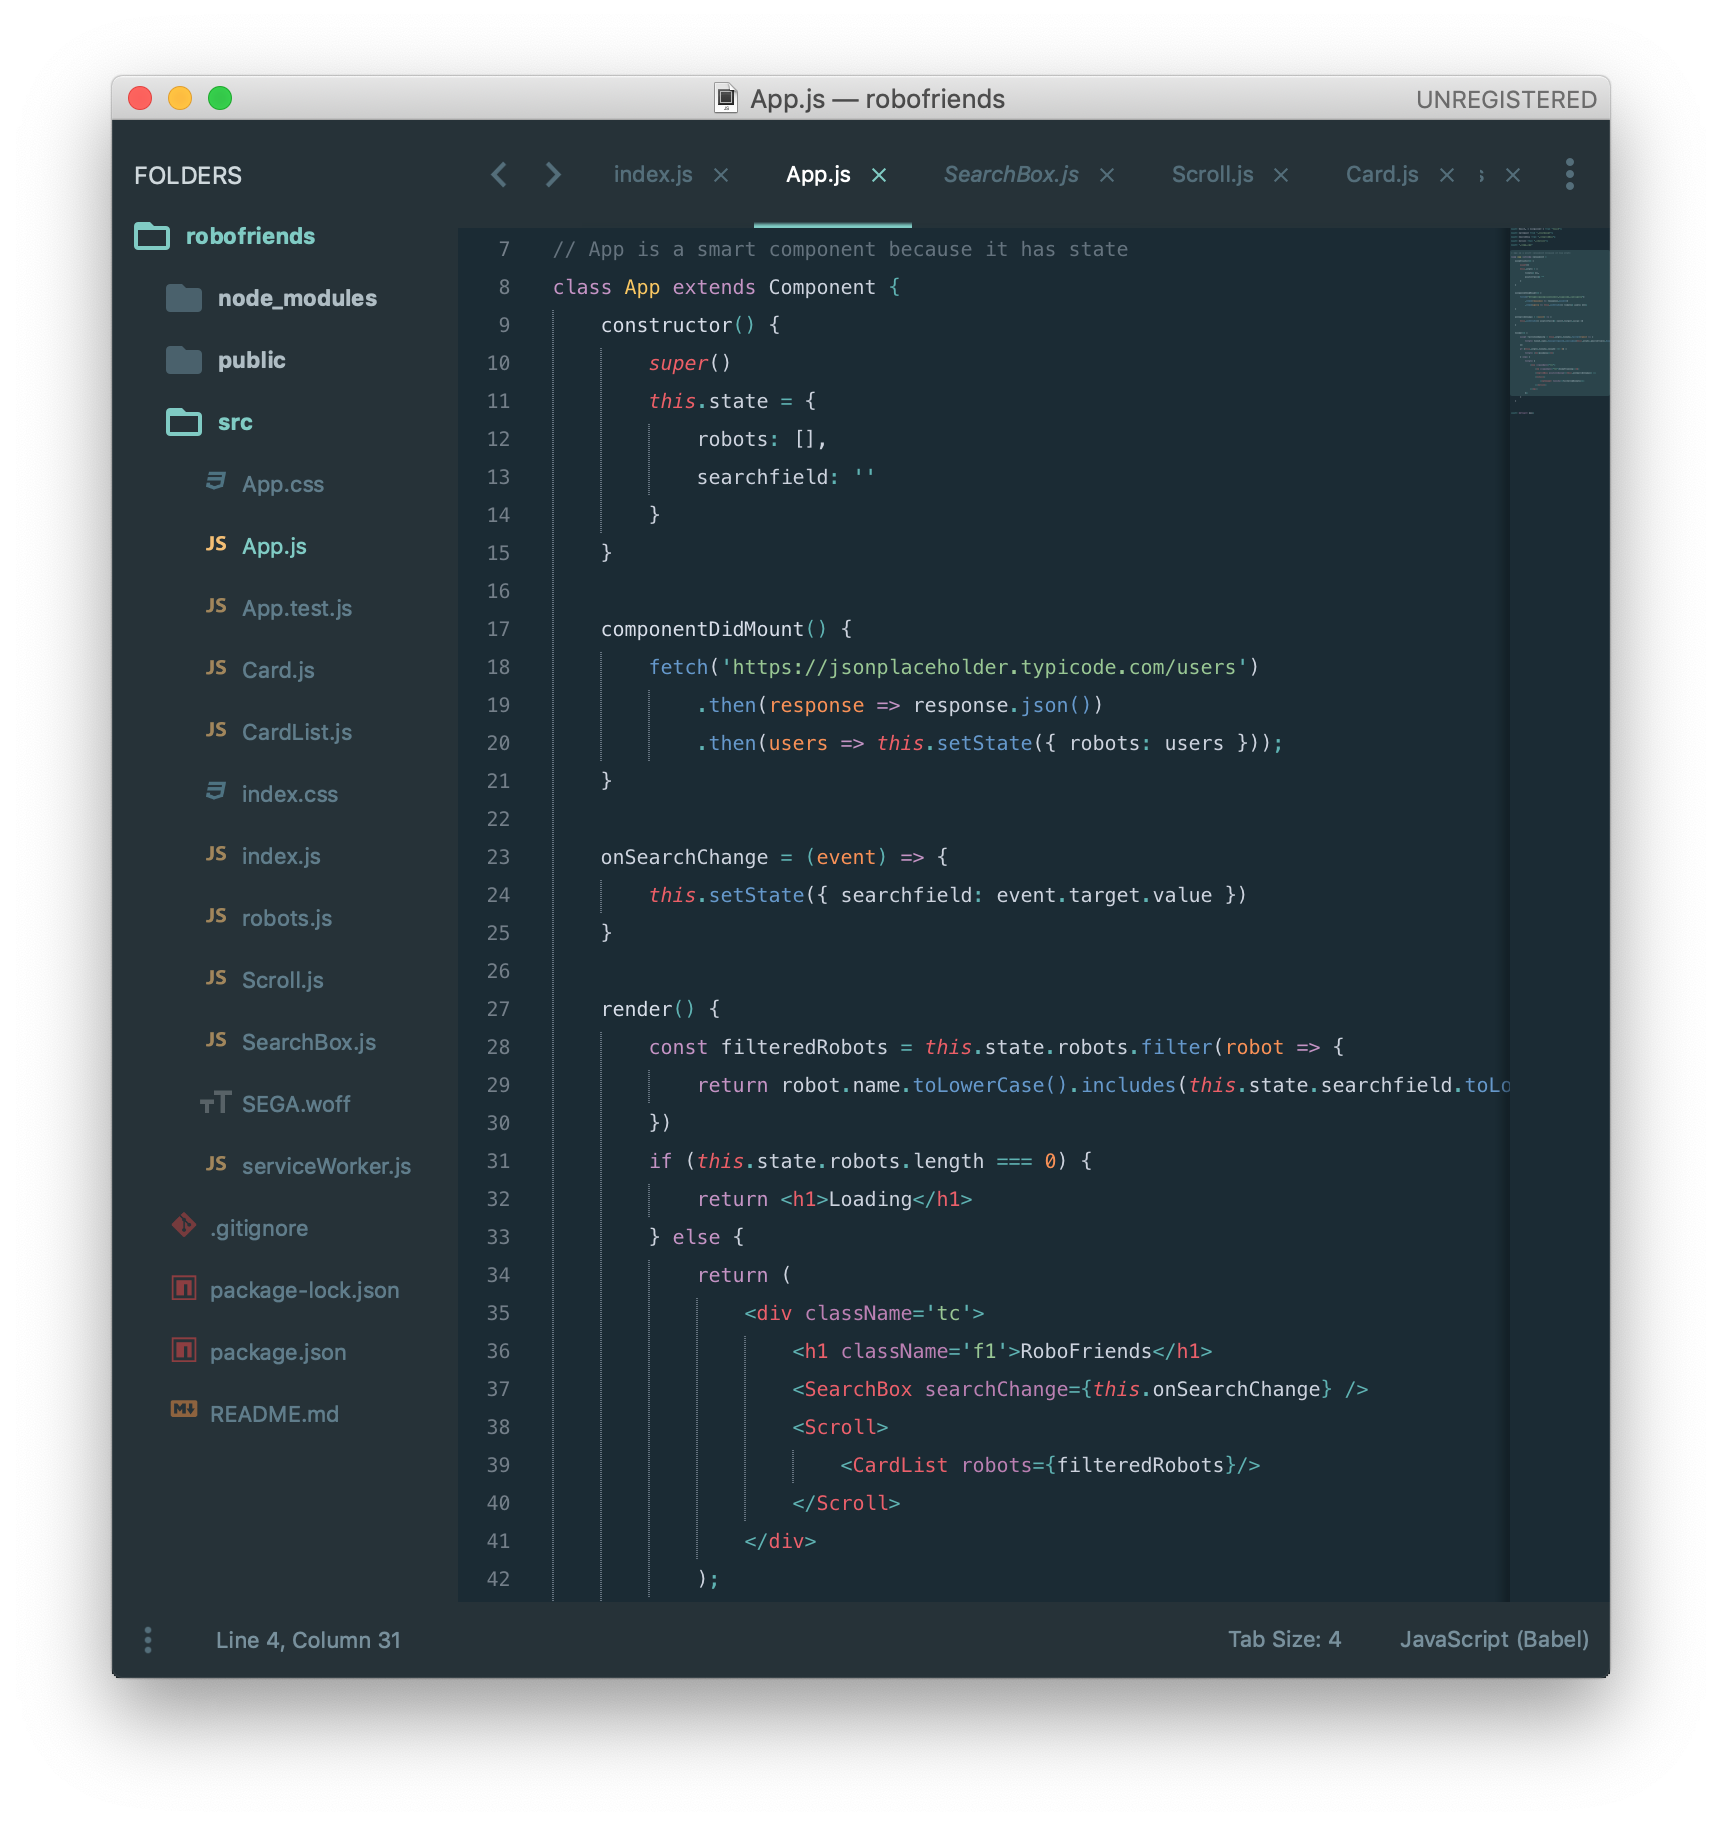 App.js — robofriends
UNREGISTERED
FOLDERS
robofriends
node_modules
public
src
App.css
JS App.js
JS App.test.js
JS Card.js
JS CardList.js
index.css
JS index.js
JS robots.js
JS Scroll.js
JS SearchBox.js
TT SEGA.woff
JS serviceWorker.js
.gitignore
package-lock.json
package.json
README.md
index.js × App.js × SearchBox.js × Scroll.js × Card.js × s ×
7 // App is a smart component because it has state
8 class App extends Component {
9     constructor() {
10         super()
11         this.state = {
12             robots: [],
13             searchfield: ''
14         }
15     }
16
17     componentDidMount() {
18         fetch('https://jsonplaceholder.typicode.com/users')
19             .then(response => response.json())
20             .then(users => this.setState({ robots: users }));
21     }
22
23     onSearchChange = (event) => {
24         this.setState({ searchfield: event.target.value })
25     }
26
27     render() {
28         const filteredRobots = this.state.robots.filter(robot => {
29             return robot.name.toLowerCase().includes(this.state.searchfield.toLo
30         })
31         if (this.state.robots.length === 0) {
32             return <h1>Loading</h1>
33         } else {
34             return (
35                 <div className='tc'>
36                     <h1 className='f1'>RoboFriends</h1>
37                     <SearchBox searchChange={this.onSearchChange} />
38                     <Scroll>
39                         <CardList robots={filteredRobots}/>
40                     </Scroll>
41                 </div>
42             );
Line 4, Column 31
Tab Size: 4
JavaScript (Babel)